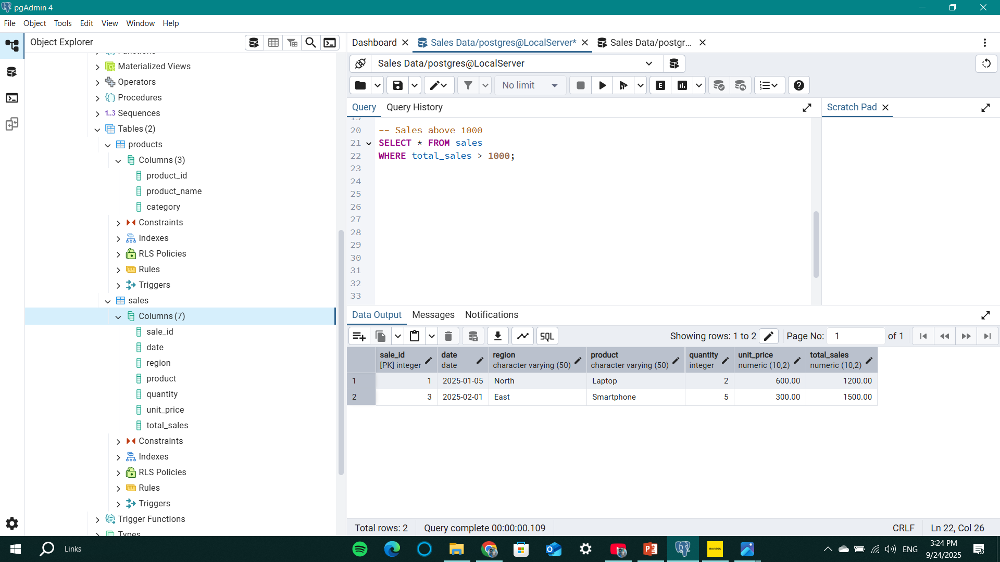 pgAdmin 4
File Object Tools Edit View Window Help
Object Explorer
Functions
Materialized Views
Operators
Procedures
1..3 Sequences
Tables (2)
products
Columns (3)
product_id
product_name
category
Constraints
Indexes
RLS Policies
Rules
Triggers
sales
Columns (7)
sale_id
date
region
product
quantity
unit_price
total_sales
Constraints
Indexes
RLS Policies
Rules
Triggers
Trigger Functions
Types
Dashboard Sales Data/postgres@LocalServer* Sales Data/postgr...
Sales Data/postgres@LocalServer
No limit E
Query Query History
Scratch Pad
19
20 -- Sales above 1000
21 SELECT * FROM sales
22 WHERE total_sales > 1000;
23
24
25
26
27
28
29
30
31
32
33
Data Output Messages Notifications
SQL Showing rows: 1 to 2 Page No: 1 of 1
sale_id date region product quantity unit_price total_sales
[PK] integer date character varying (50) character varying (50) integer numeric (10,2) numeric (10,2)
1 1 2025-01-05 North Laptop 2 600.00 1200.00
2 3 2025-02-01 East Smartphone 5 300.00 1500.00
Total rows: 2 Query complete 00:00:00.109 CRLF Ln 22, Col 26
Links
exness
ENG
3:24 PM
9/24/2025